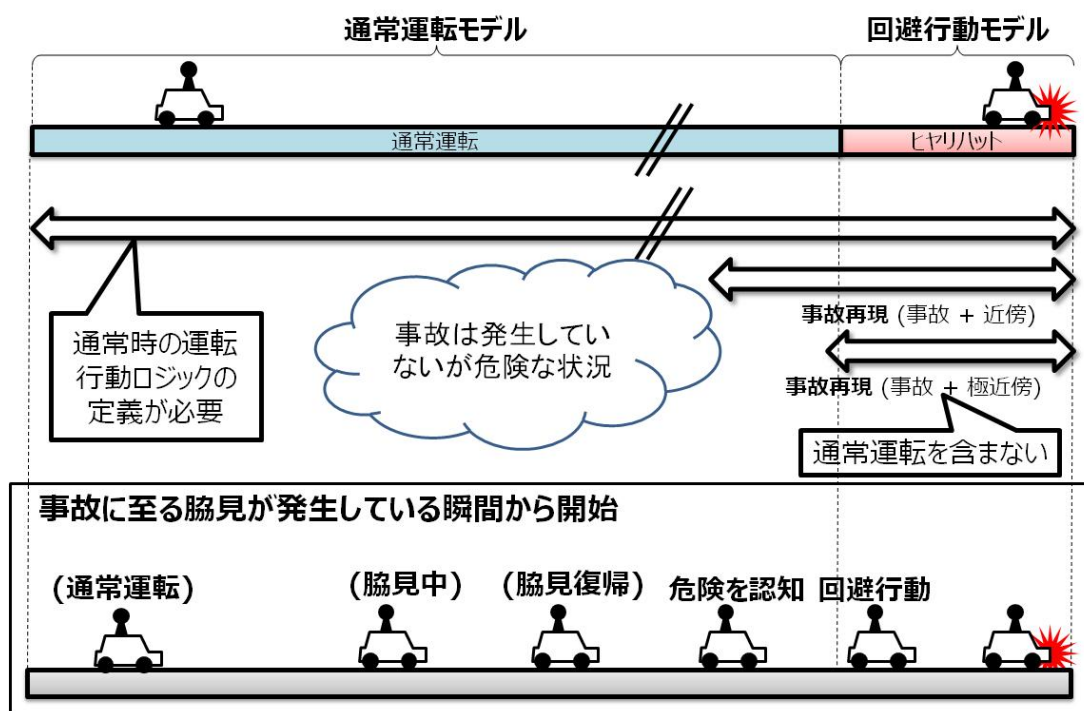 通常運転モデル
回避行動モデル
通常運転
ヒヤリハット
事故は発生してい
ないが危険な状況
通常時の運転
行動ロジックの
定義が必要
事故再現 (事故 + 近傍)
事故再現 (事故 + 極近傍)
通常運転を含まない
事故に至る脇見が発生している瞬間から開始
(通常運転)
(脇見中)
(脇見復帰)
危険を認知
回避行動